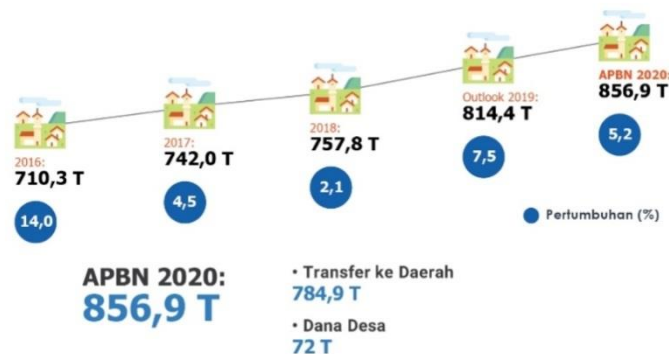 2016:
710,3 T
14,0
2017:
742,0 T
4,5
2018:
757,8 T
2,1
Outlook 2019:
814,4 T
7,5
APBN 2020:
856,9 T
5,2
Pertumbuhan (%)
APBN 2020:
856,9 T
• Transfer ke Daerah
784,9 T
• Dana Desa
72 T